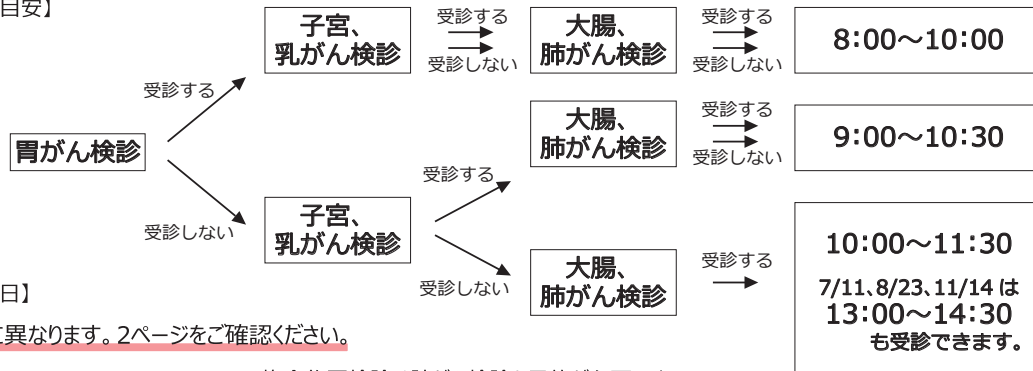 目安】
子宮、
乳がん検診
受診する
受診しない
大腸、
肺がん検診
受診する
受診しない
8:00～10:00
受診する
胃がん検診
受診しない
大腸、
肺がん検診
受診する
受診しない
9:00～10:30
子宮、
乳がん検診
受診する
受診しない
大腸、
肺がん検診
受診する
10:00～11:30
7/11、8/23、11/14 は
13:00～14:30
も受診できます。
日】
に異なります。2ページをご確認ください。